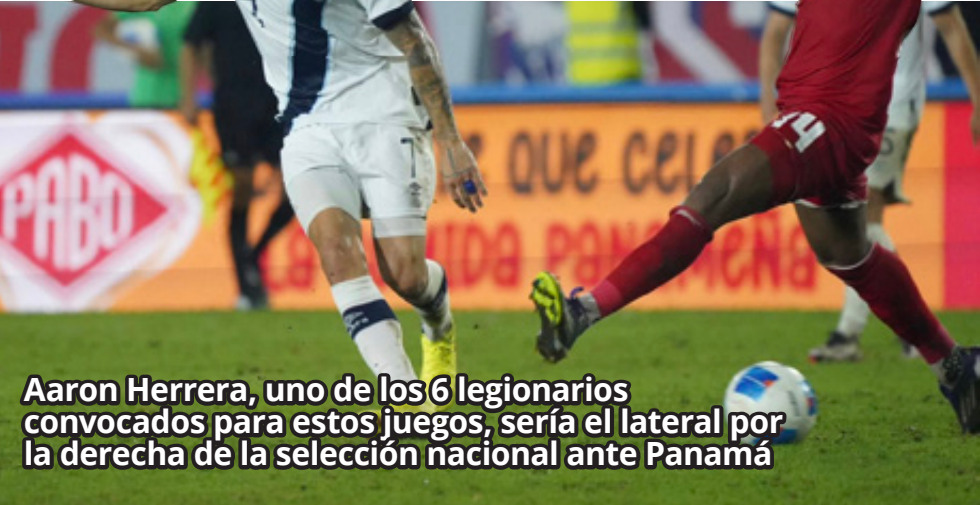 PABO
QUE
7
14
Aaron Herrera, uno de los 6 legionarios
convocados para estos juegos, sería el lateral por
la derecha de la selección nacional ante Panamá